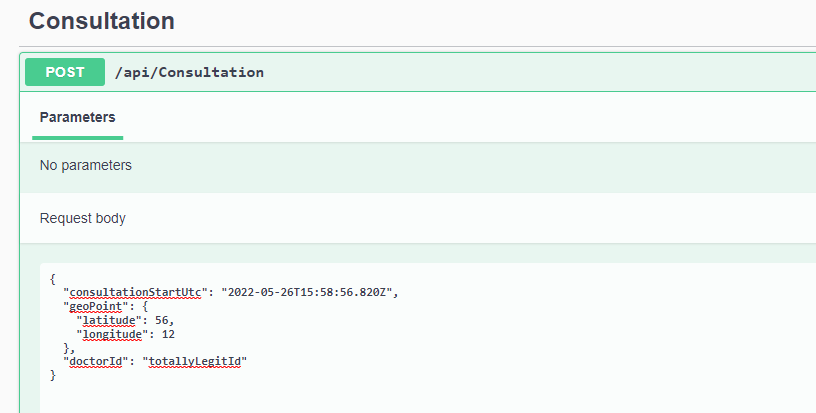 Consultation
POST /api/Consultation
Parameters
No parameters
Request body
{
  "consultationStartUtc": "2022-05-26T15:58:56.820Z",
  "geoPoint": {
    "latitude": 56,
    "longitude": 12
  },
  "doctorId": "totallyLegitId"
}